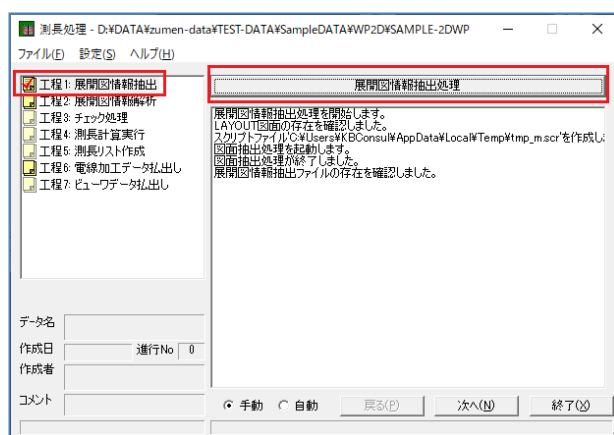 測長処理 - D:¥DATA¥zumen-data¥TEST-DATA¥SampleDATA¥WP2D¥SAMPLE-2DWP
ファイル(F) 設定(S) ヘルプ(H)
工程1: 展開図情報抽出
工程2: 展開図情報解析
工程3: チェック処理
工程4: 測長計算実行
工程5: 測長リスト作成
工程6: 電線加工データ払出し
工程7: ビューワデータ払出し
展開図情報抽出処理
展開図情報抽出処理を開始します。
LAYOUT図面の存在を確認しました。
スクリプトファイル'C:¥Users¥KBConsul¥AppData¥Local¥Temp¥tmp_m.scr'を作成し
図面抽出処理を起動します。
図面抽出処理が終了しました。
展開図情報抽出ファイルの存在を確認しました。
データ名
作成日 進行No 0
作成者
コメント
手動 自動 戻る(P) 次へ(N) 終了(X)